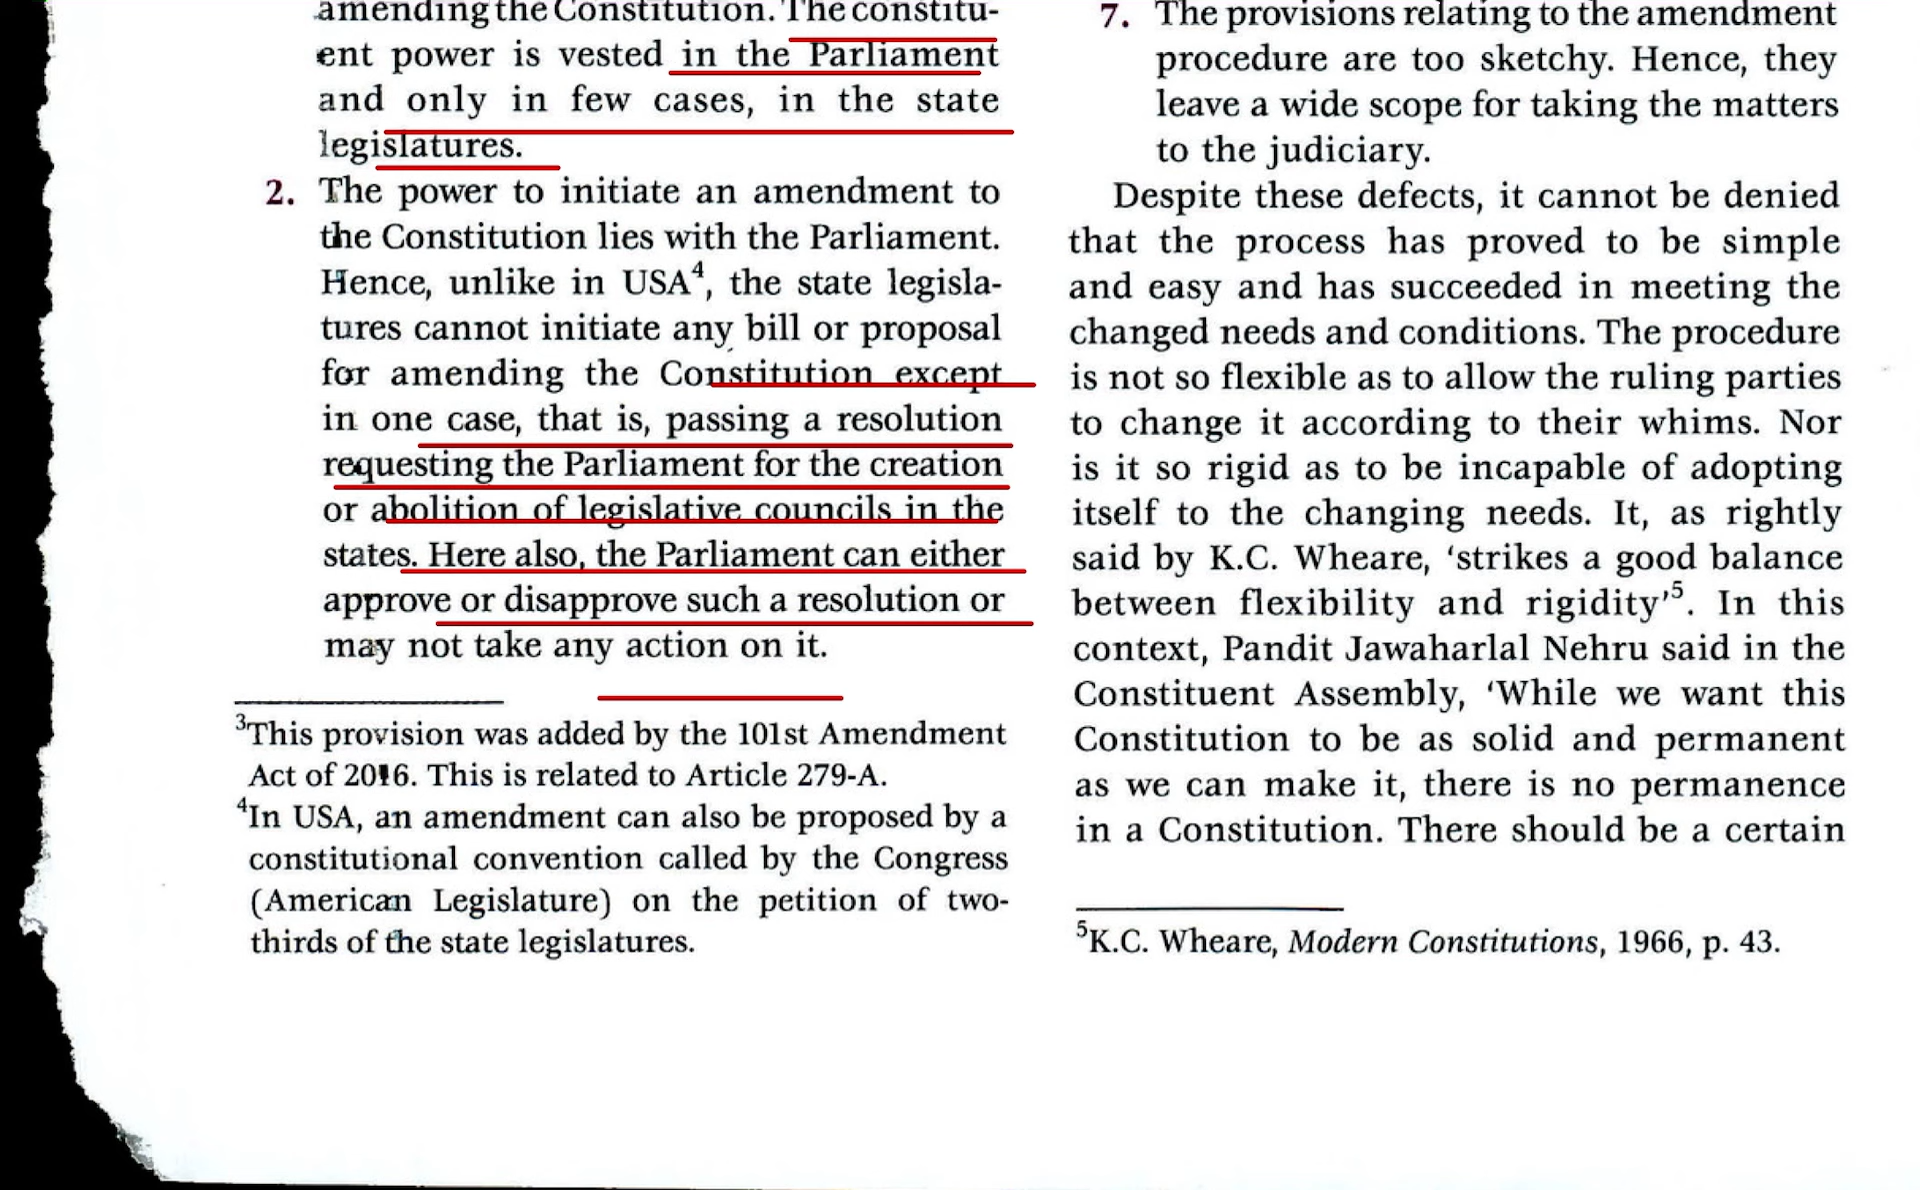 amending the Constitution. The constitu-
ent power is vested in the Parliament
and only in few cases, in the state
legislatures.
2. The power to initiate an amendment to
the Constitution lies with the Parliament.
Hence, unlike in USA4, the state legisla-
tures cannot initiate any bill or proposal
for amending the Constitution except
in one case, that is, passing a resolution
requesting the Parliament for the creation
or abolition of legislative councils in the
states. Here also, the Parliament can either
approve or disapprove such a resolution or
may not take any action on it.
3This provision was added by the 101st Amendment
Act of 2016. This is related to Article 279-A.
4In USA, an amendment can also be proposed by a
constitutional convention called by the Congress
(American Legislature) on the petition of two-
thirds of the state legislatures.
7. The provisions relating to the amendment
procedure are too sketchy. Hence, they
leave a wide scope for taking the matters
to the judiciary.
Despite these defects, it cannot be denied
that the process has proved to be simple
and easy and has succeeded in meeting the
changed needs and conditions. The procedure
is not so flexible as to allow the ruling parties
to change it according to their whims. Nor
is it so rigid as to be incapable of adopting
itself to the changing needs. It, as rightly
said by K.C. Wheare, ‘strikes a good balance
between flexibility and rigidity’5. In this
context, Pandit Jawaharlal Nehru said in the
Constituent Assembly, ‘While we want this
Constitution to be as solid and permanent
as we can make it, there is no permanence
in a Constitution. There should be a certain
5K.C. Wheare, Modern Constitutions, 1966, p. 43.